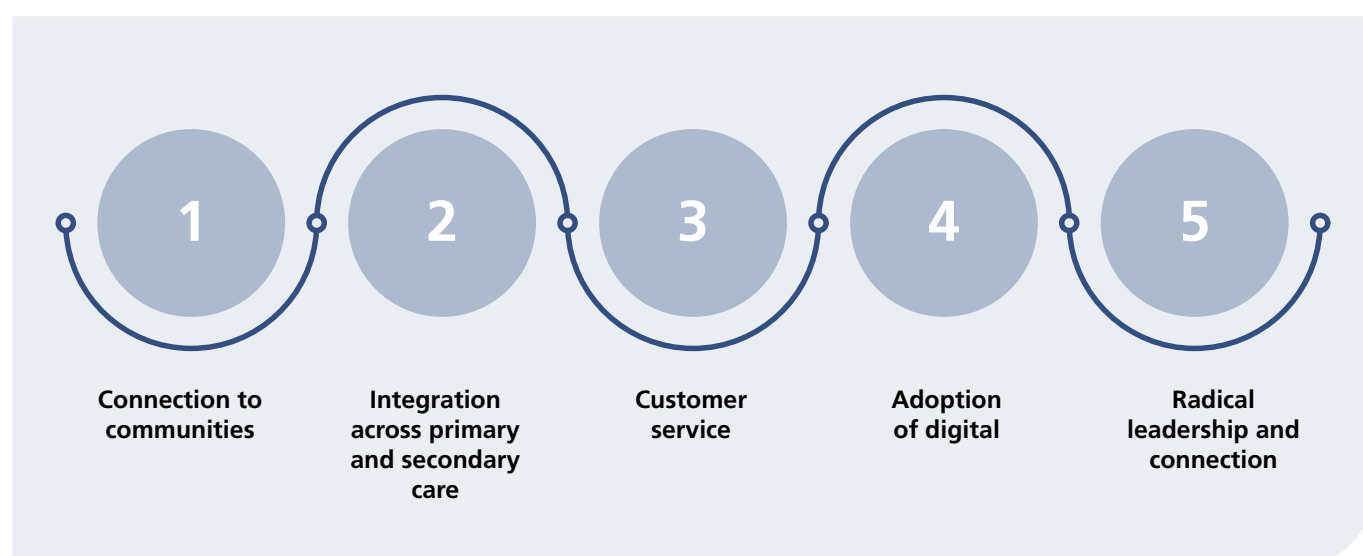 1
2
3
4
5
Connection to
communities
Integration
across primary
and secondary
care
Customer
service
Adoption
of digital
Radical
leadership and
connection